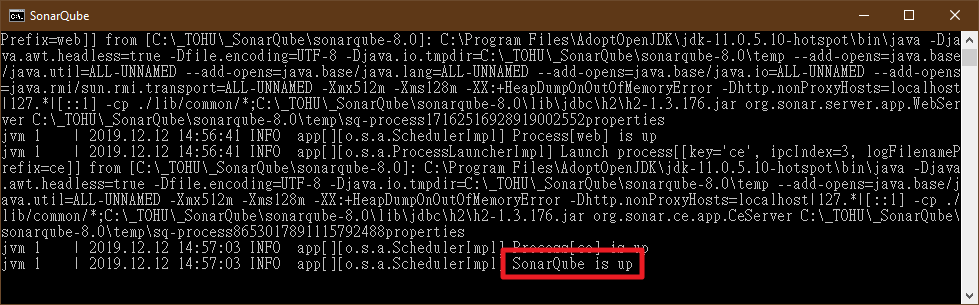 SonarQube
Prefix=web]] from [C:\_TOHU\_SonarQube\sonarqube-8.0]: C:\Program Files\AdoptOpenJDK\jdk-11.0.5.10-hotspot\bin\java -Dja
va.awt.headless=true -Dfile.encoding=UTF-8 -Djava.io.tmpdir=C:\_TOHU\_SonarQube\sonarqube-8.0\temp --add-opens=java.base
/java.util=ALL-UNNAMED --add-opens=java.base/java.lang=ALL-UNNAMED --add-opens=java.base/java.io=ALL-UNNAMED --add-opens
=java.rmi/sun.rmi.transport=ALL-UNNAMED -Xmx512m -Xms128m -XX:+HeapDumpOnOutOfMemoryError -Dhttp.nonProxyHosts=localhost
|127.*|[::1] -cp ./lib/common/*;C:\_TOHU\_SonarQube\sonarqube-8.0\lib\jdbc\h2\h2-1.3.176.jar org.sonar.server.app.WebSer
ver C:\_TOHU\_SonarQube\sonarqube-8.0\temp\sq-process17162516928919002552properties
jvm 1    | 2019.12.12 14:56:41 INFO  app[][o.s.a.SchedulerImpl] Process[web] is up
jvm 1    | 2019.12.12 14:56:41 INFO  app[][o.s.a.ProcessLauncherImpl] Launch process[[key='ce', ipcIndex=3, logFilenameP
refix=ce]] from [C:\_TOHU\_SonarQube\sonarqube-8.0]: C:\Program Files\AdoptOpenJDK\jdk-11.0.5.10-hotspot\bin\java -Djava
.awt.headless=true -Dfile.encoding=UTF-8 -Djava.io.tmpdir=C:\_TOHU\_SonarQube\sonarqube-8.0\temp --add-opens=java.base/j
ava.util=ALL-UNNAMED -Xmx512m -Xms128m -XX:+HeapDumpOnOutOfMemoryError -Dhttp.nonProxyHosts=localhost|127.*|[::1] -cp ./
lib/common/*;C:\_TOHU\_SonarQube\sonarqube-8.0\lib\jdbc\h2\h2-1.3.176.jar org.sonar.ce.app.CeServer C:\_TOHU\_SonarQube\
sonarqube-8.0\temp\sq-process8653017891115792488properties
jvm 1    | 2019.12.12 14:57:03 INFO  app[][o.s.a.SchedulerImpl] Process[ce] is up
jvm 1    | 2019.12.12 14:57:03 INFO  app[][o.s.a.SchedulerImpl] SonarQube is up